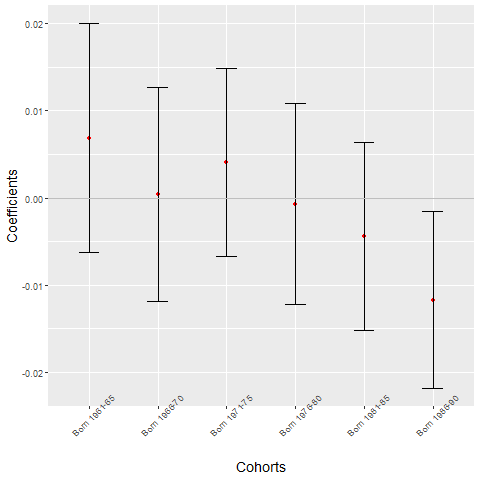 Coefficients
0.02
0.01
0.00
-0.01
-0.02
Born 1961-65
Born 1966-70
Born 1971-75
Born 1976-80
Born 1981-85
Born 1986-90
Cohorts